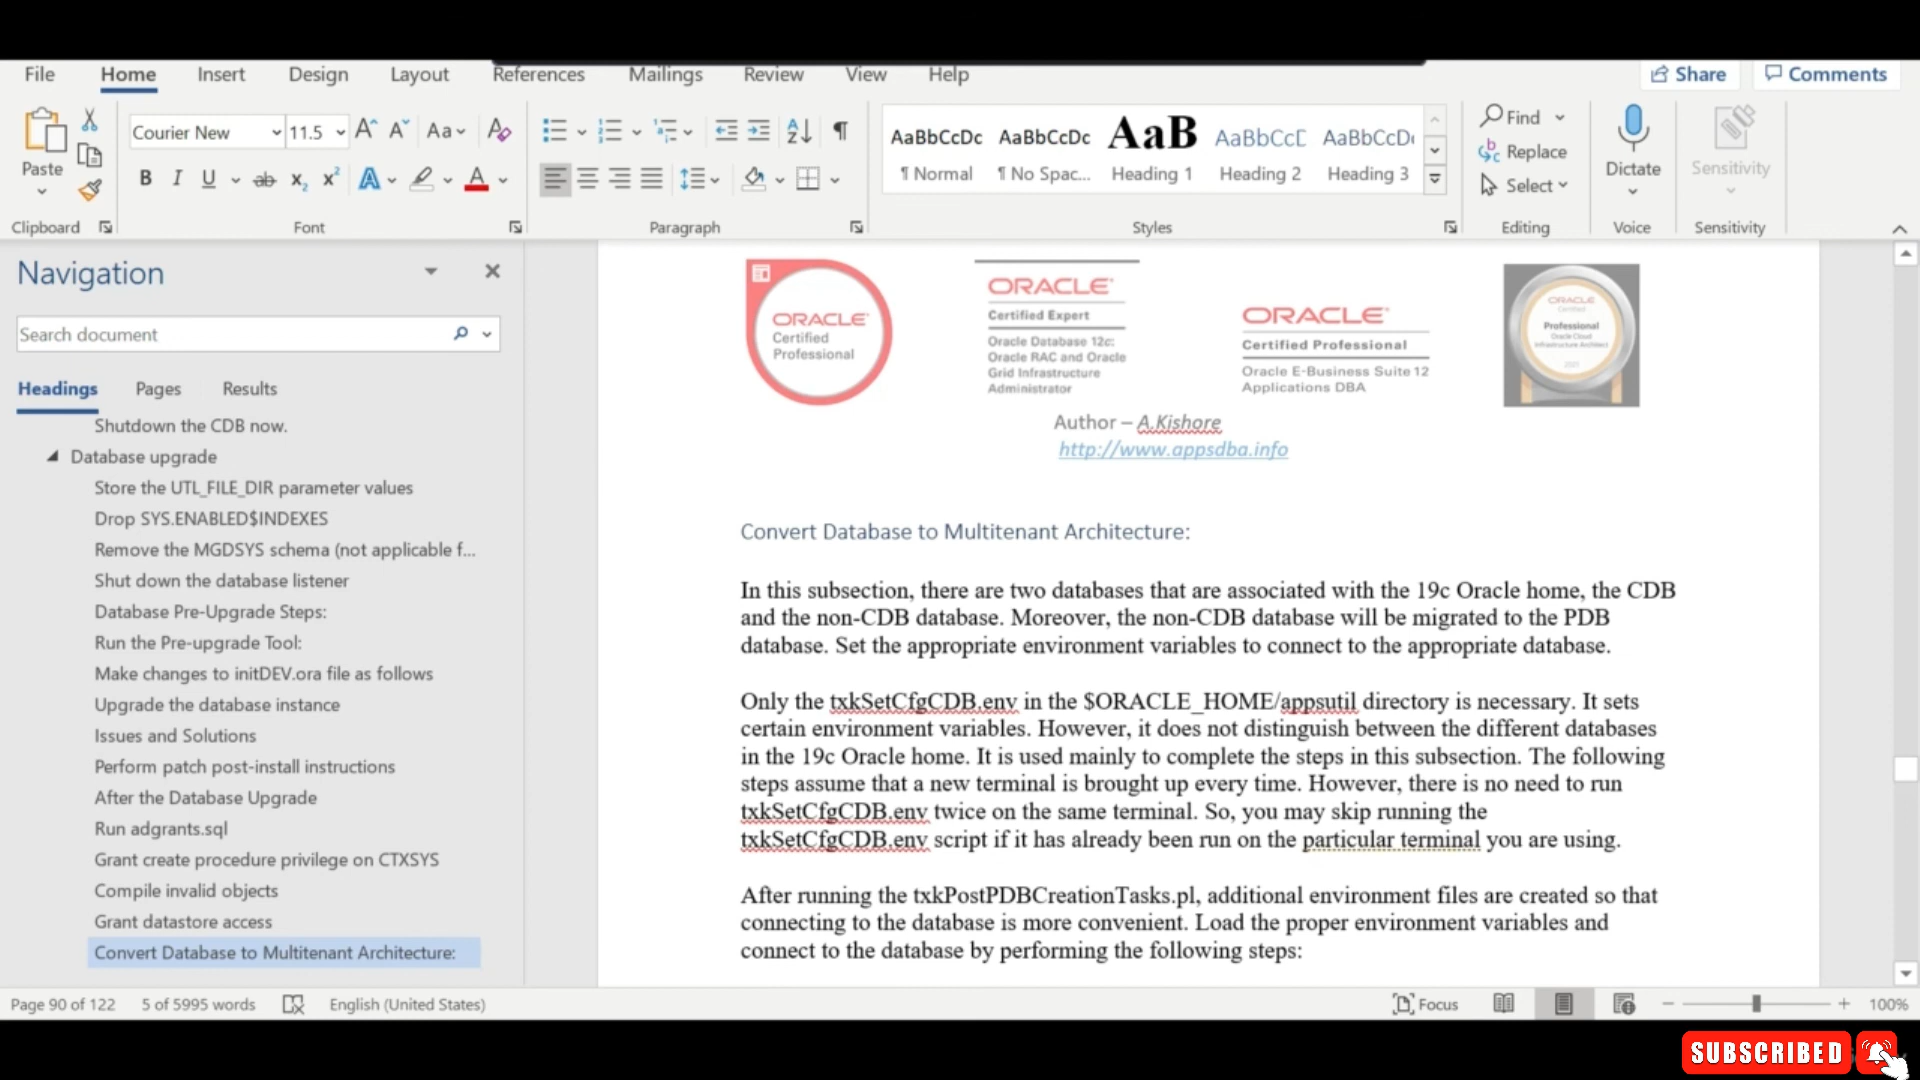 File Home Insert Design Layout References Mailings Review View Help Share Comments
Paste
Courier New 11.5
Aa
B I U ab x₂ x² A A
AaBbCcDc AaBbCcDc AaB AaBbCcC AaBbCcDı
¶ Normal ¶ No Spac... Heading 1 Heading 2 Heading 3
Find
Replace
Select
Dictate
Sensitivity
Clipboard Font Paragraph Styles Editing Voice Sensitivity
Navigation
Search document
Headings Pages Results
Shutdown the CDB now.
Database upgrade
Store the UTL_FILE_DIR parameter values
Drop SYS.ENABLED$INDEXES
Remove the MGDSYS schema (not applicable f...
Shut down the database listener
Database Pre-Upgrade Steps:
Run the Pre-upgrade Tool:
Make changes to initDEV.ora file as follows
Upgrade the database instance
Issues and Solutions
Perform patch post-install instructions
After the Database Upgrade
Run adgrants.sql
Grant create procedure privilege on CTXSYS
Compile invalid objects
Grant datastore access
Convert Database to Multitenant Architecture:
ORACLE
Certified
Professional
ORACLE
Certified Expert
Oracle Database 12c:
Oracle RAC and Oracle
Grid Infrastructure
Administrator
ORACLE
Certified Professional
Oracle E-Business Suite 12
Applications DBA
ORACLE
Certified
Professional
Oracle Cloud
Infrastructure Architect
2021
Author – A.Kishore
http://www.appsdba.info
Convert Database to Multitenant Architecture:
In this subsection, there are two databases that are associated with the 19c Oracle home, the CDB
and the non-CDB database. Moreover, the non-CDB database will be migrated to the PDB
database. Set the appropriate environment variables to connect to the appropriate database.
Only the txkSetCfgCDB.env in the $ORACLE_HOME/appsutil directory is necessary. It sets
certain environment variables. However, it does not distinguish between the different databases
in the 19c Oracle home. It is used mainly to complete the steps in this subsection. The following
steps assume that a new terminal is brought up every time. However, there is no need to run
txkSetCfgCDB.env twice on the same terminal. So, you may skip running the
txkSetCfgCDB.env script if it has already been run on the particular terminal you are using.
After running the txkPostPDBCreationTasks.pl, additional environment files are created so that
connecting to the database is more convenient. Load the proper environment variables and
connect to the database by performing the following steps:
Page 90 of 122 5 of 5995 words English (United States) Focus 100%
SUBSCRIBED